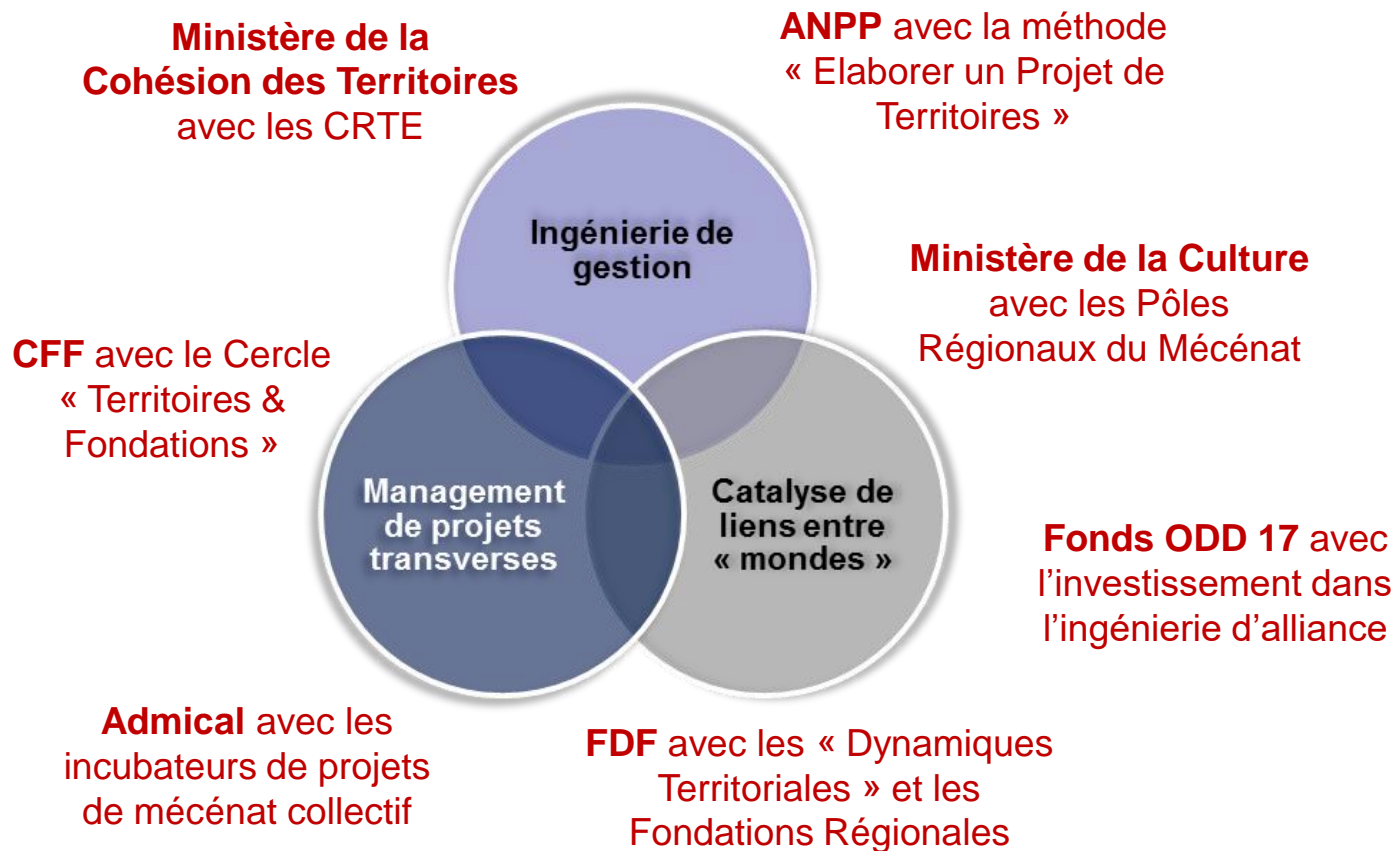 Ministère de la
Cohésion des Territoires
avec les CRTE
ANPP avec la méthode
« Elaborer un Projet de
Territoires »
Ingénierie de
gestion
Ministère de la Culture
avec les Pôles
Régionaux du Mécénat
CFF avec le Cercle
« Territoires &
Fondations »
Management
de projets
transverses
Catalyse de
liens entre
« mondes »
Fonds ODD 17 avec
l’investissement dans
l’ingénierie d’alliance
Admical avec les
incubateurs de projets
de mécénat collectif
FDF avec les « Dynamiques
Territoriales » et les
Fondations Régionales